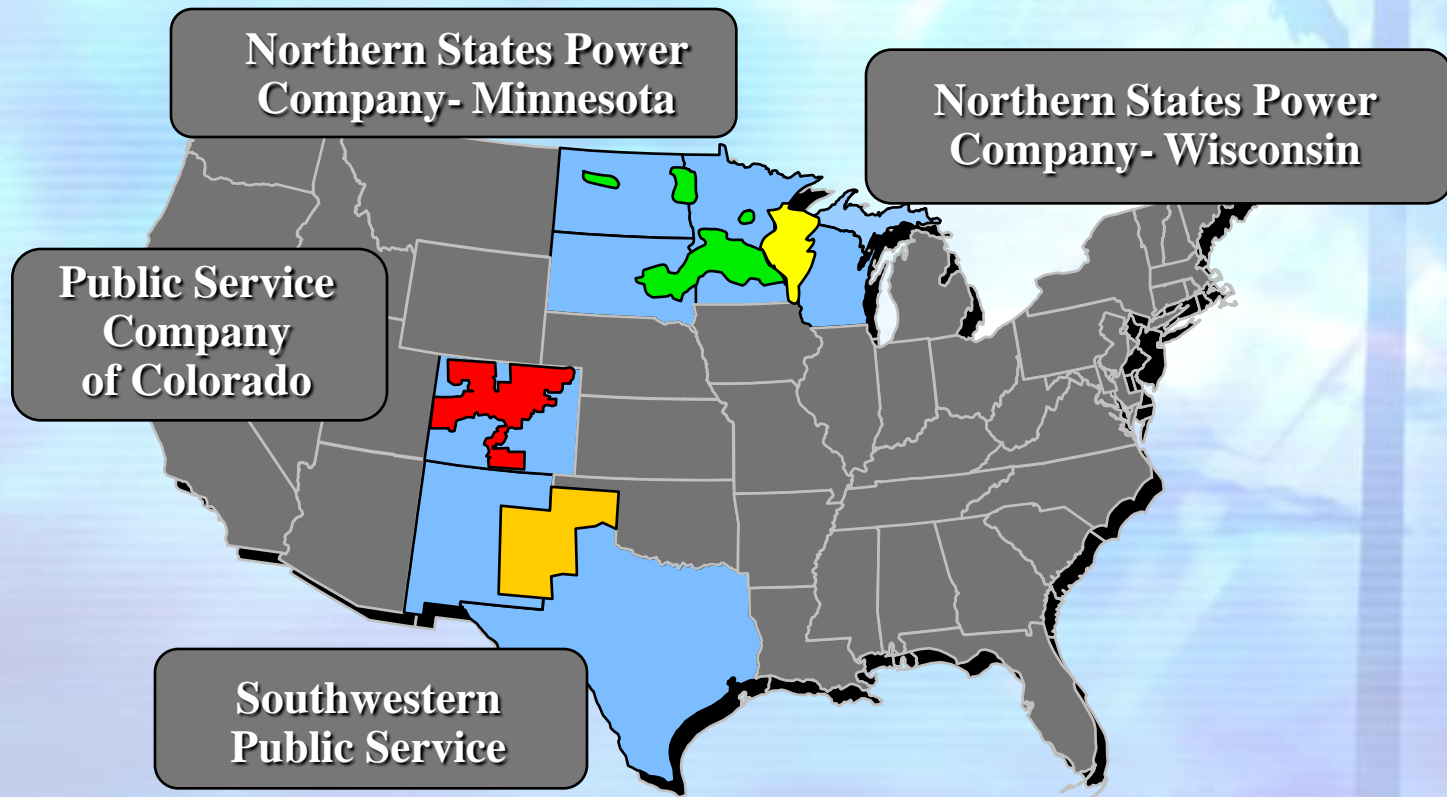 Northern States Power
Company- Minnesota
Northern States Power
Company- Wisconsin
Public Service
Company
of Colorado
Southwestern
Public Service